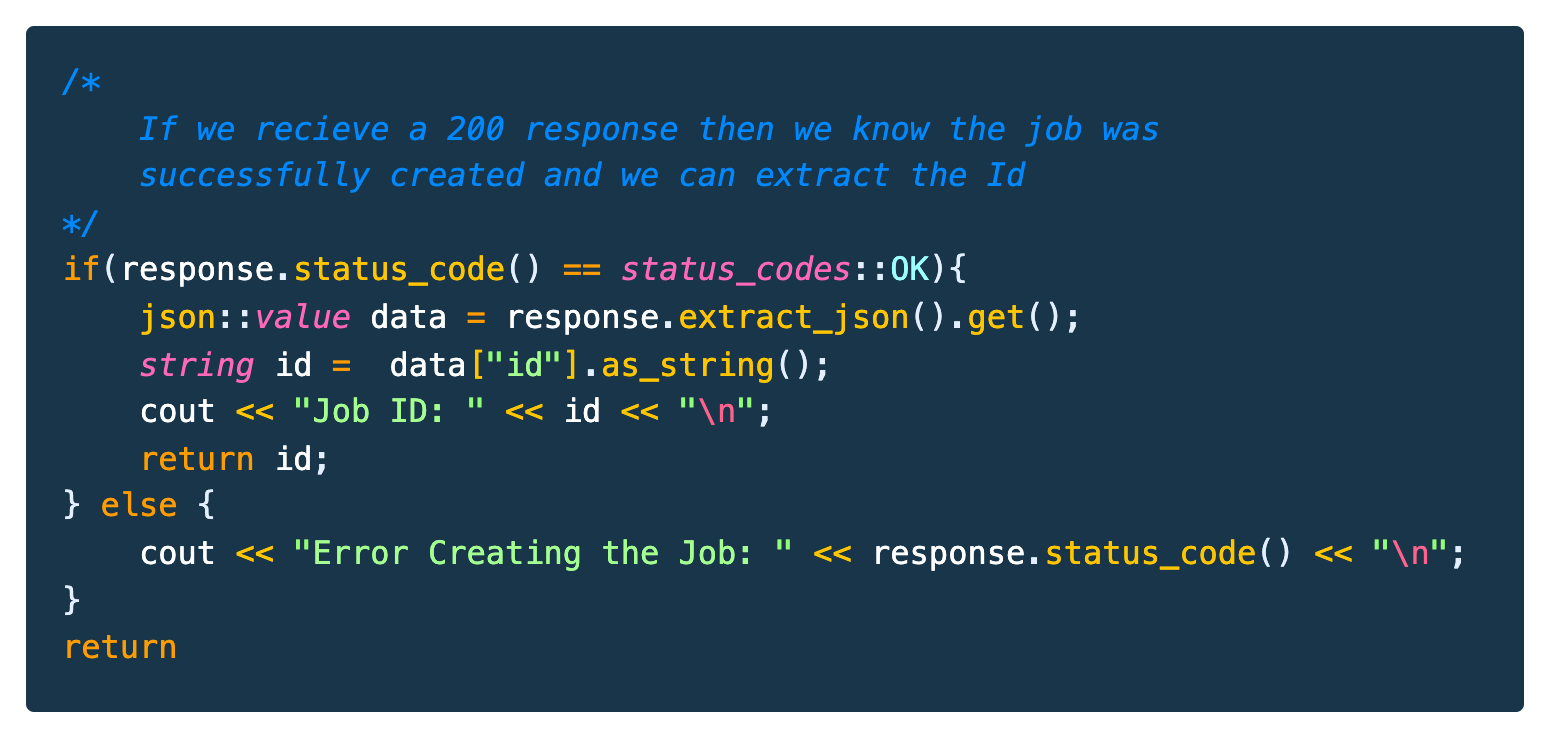 /*
    If we recieve a 200 response then we know the job was
    successfully created and we can extract the Id
*/
if(response.status_code() == status_codes::OK){
    json::value data = response.extract_json().get();
    string id =  data["id"].as_string();
    cout << "Job ID: " << id << "\n";
    return id;
} else {
    cout << "Error Creating the Job: " << response.status_code() << "\n";
}
return